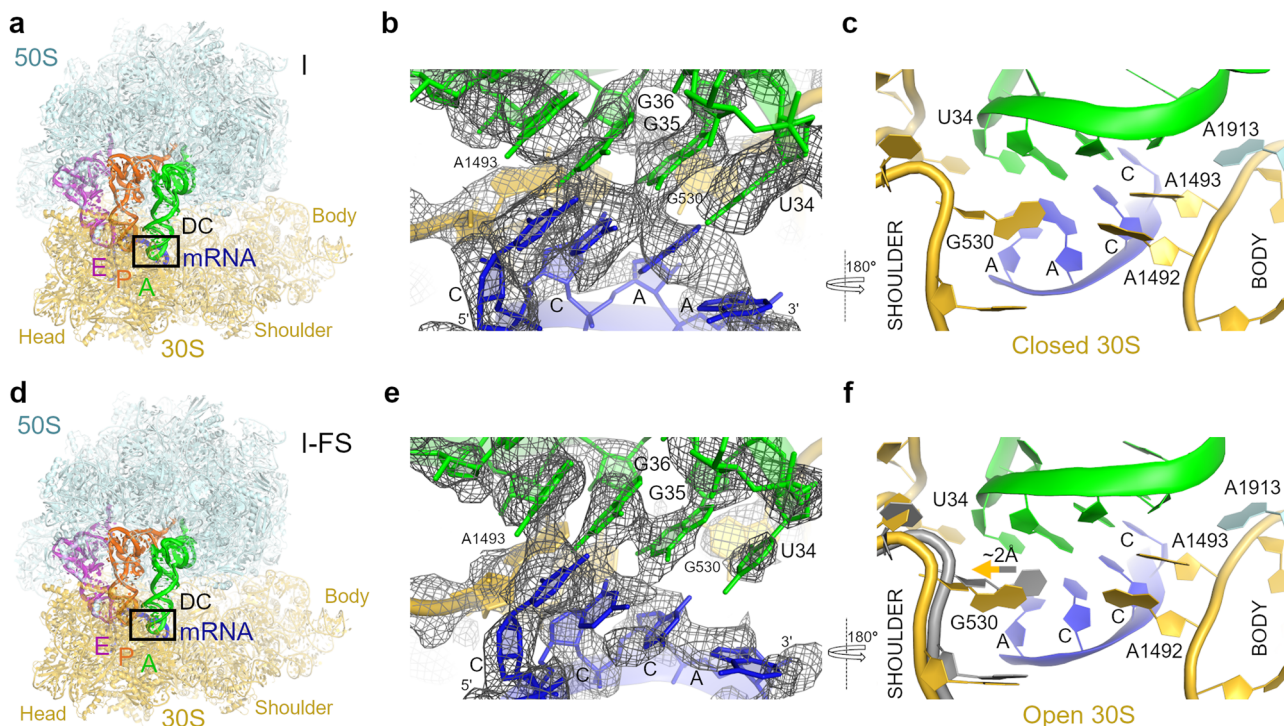 a
50S
I
Body
DC
mRNA
E
P
A
Head
Shoulder
30S
b
G36
G35
A1493
G530
U34
C
C
A
A
5'
3'
180°
c
U34
A1913
C
A1493
G530
C
A
A
A1492
SHOULDER
BODY
Closed 30S
d
50S
I-FS
Body
DC
mRNA
E
P
A
Head
Shoulder
30S
e
G36
G35
A1493
G530
U34
C
C
C
A
5'
3'
180°
f
U34
A1913
~2Å
C
A1493
G530
A
C
C
A1492
SHOULDER
BODY
Open 30S